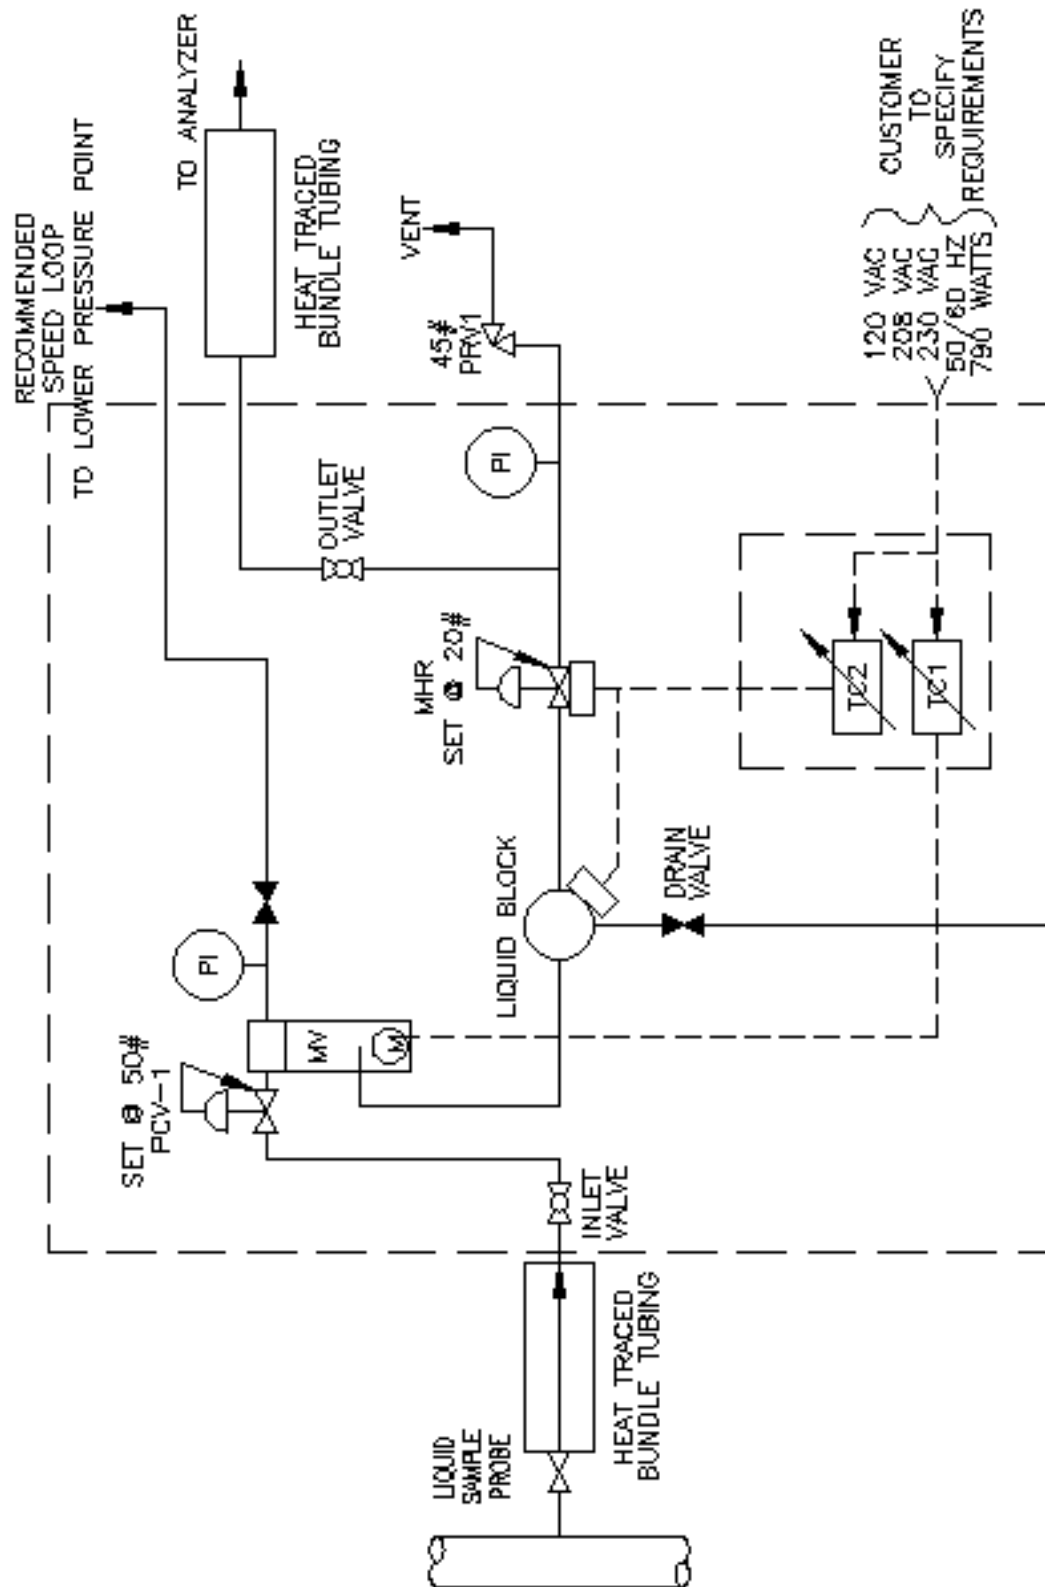 RECOMMENDED
SPEED LOOP
TO LOWER PRESSURE POINT
TO ANALYZER
HEAT TRACED
BUNDLE TUBING
VENT
45#
PRV1
PI
OUTLET
VALVE
MHR
SET @ 20#
120 VAC
208 VAC
230 VAC
50/60 HZ
790 WATTS
CUSTOMER
TO
SPECIFY
REQUIREMENTS
TC2
TC1
LIQUID BLOCK
DRAIN
VALVE
PI
MV
M
SET @ 50#
PCV-1
INLET
VALVE
HEAT TRACED
BUNDLE TUBING
LIQUID
SAMPLE
PROBE